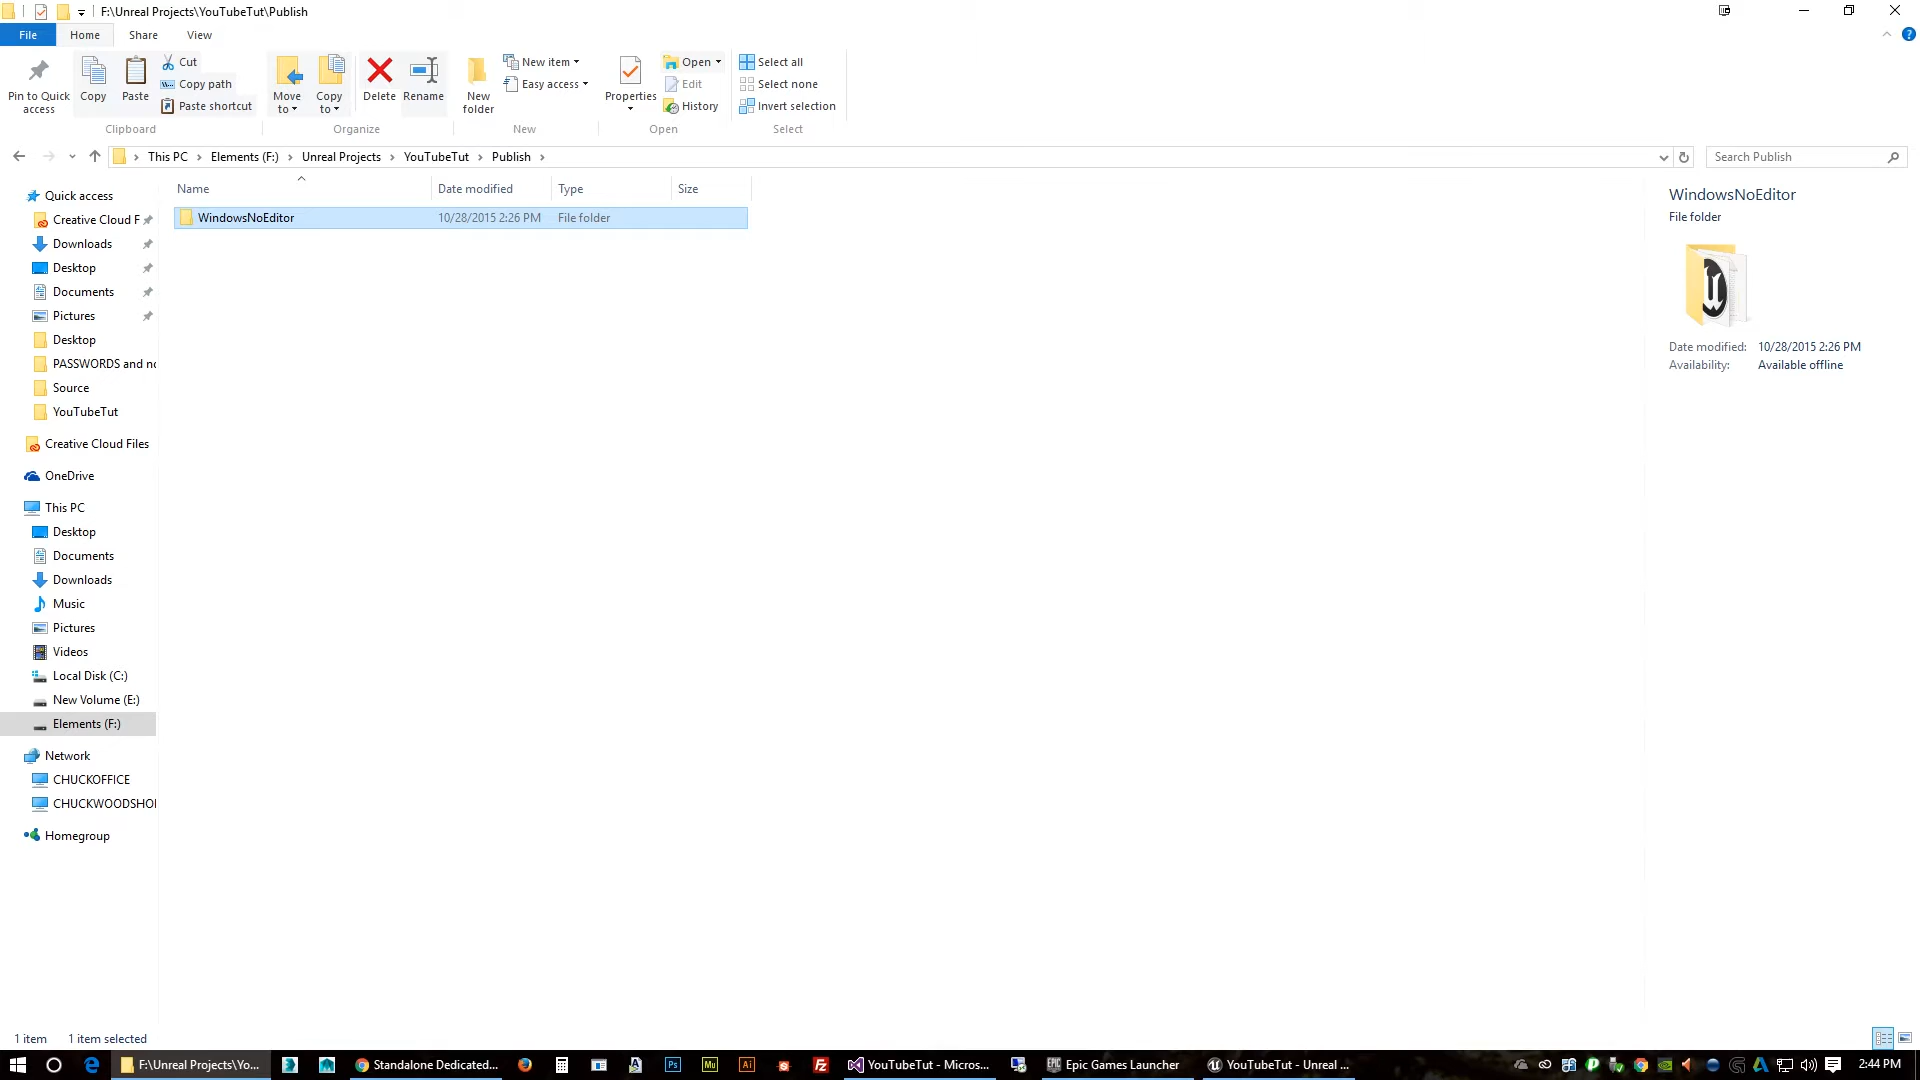 F:\Unreal Projects\YouTubeTut\Publish
File Home Share View
Pin to Quick access
Copy
Paste
Cut
Copy path
Paste shortcut
Move to
Copy to
Delete
Rename
New folder
New item
Easy access
Properties
Open
Edit
History
Select all
Select none
Invert selection
Clipboard Organize New Open Select
This PC Elements (F:) Unreal Projects YouTubeTut Publish
Search Publish
Name Date modified Type Size
WindowsNoEditor 10/28/2015 2:26 PM File folder
Quick access
Creative Cloud F
Downloads
Desktop
Documents
Pictures
Desktop
PASSWORDS and no
Source
YouTubeTut
Creative Cloud Files
OneDrive
This PC
Desktop
Documents
Downloads
Music
Pictures
Videos
Local Disk (C:)
New Volume (E:)
Elements (F:)
Network
CHUCKOFFICE
CHUCKWOODSHO
Homegroup
WindowsNoEditor
File folder
Date modified: 10/28/2015 2:26 PM
Availability: Available offline
1 item 1 item selected
F:\Unreal Projects\Yo...
Standalone Dedicated...
Ps
Mu
Ai
Fz
YouTubeTut - Micros...
Epic Games Launcher
YouTubeTut - Unreal ...
2:44 PM